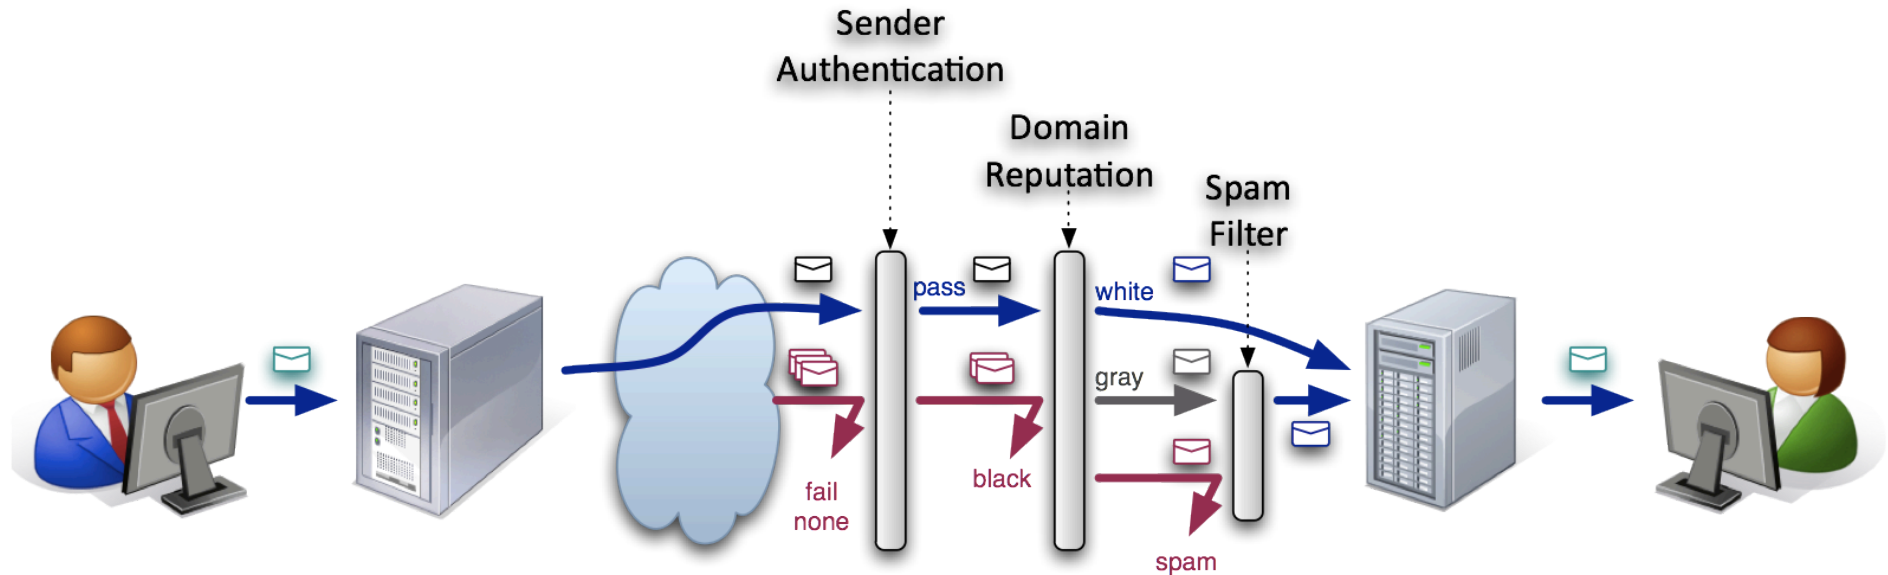 Sender
Authentication
Domain
Reputation
Spam
Filter
pass
white
gray
fail
none
black
spam